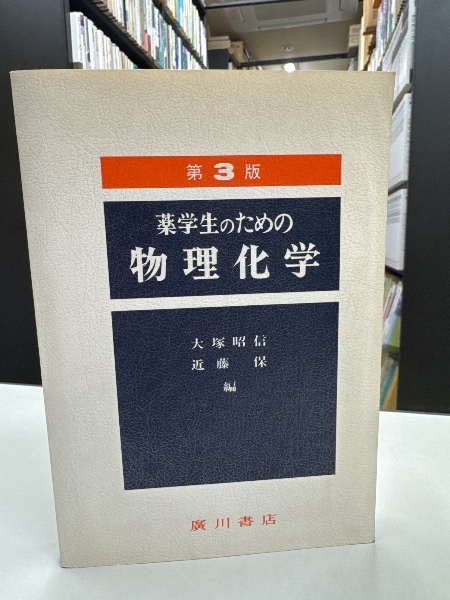 第3版
薬学生のための
物理化学
大塚昭信
近藤保
編
廣川書店